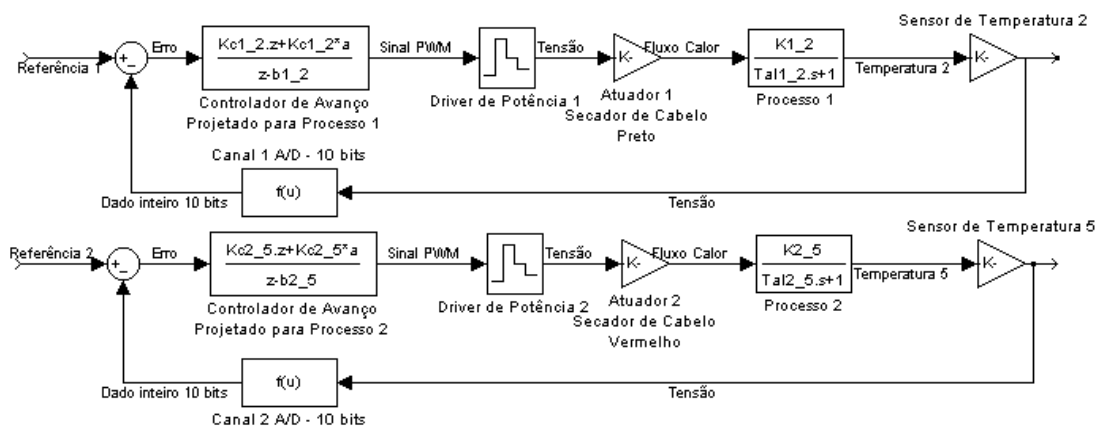 Sensor de Temperatura 2
Referência 1
+
-
Erro
Kc1_2.z+Kc1_2*a
z-b1_2
Controlador de Avanço
Projetado para Processo 1
Sinal PWM
Driver de Potência 1
Tensão
K-
Atuador 1
Secador de Cabelo
Preto
Fluxo Calor
K1_2
Tal1_2.s+1
Processo 1
Temperatura 2
K-
Canal 1 A/D - 10 bits
f(u)
Dado inteiro 10 bits
Tensão
Sensor de Temperatura 5
Referência 2
+
-
Erro
Kc2_5.z+Kc2_5*a
z-b2_5
Controlador de Avanço
Projetado para Processo 2
Sinal PWM
Driver de Potência 2
Tensão
K-
Atuador 2
Secador de Cabelo
Vermelho
Fluxo Calor
K2_5
Tal2_5.s+1
Processo 2
Temperatura 5
K-
f(u)
Dado inteiro 10 bits
Canal 2 A/D - 10 bits
Tensão